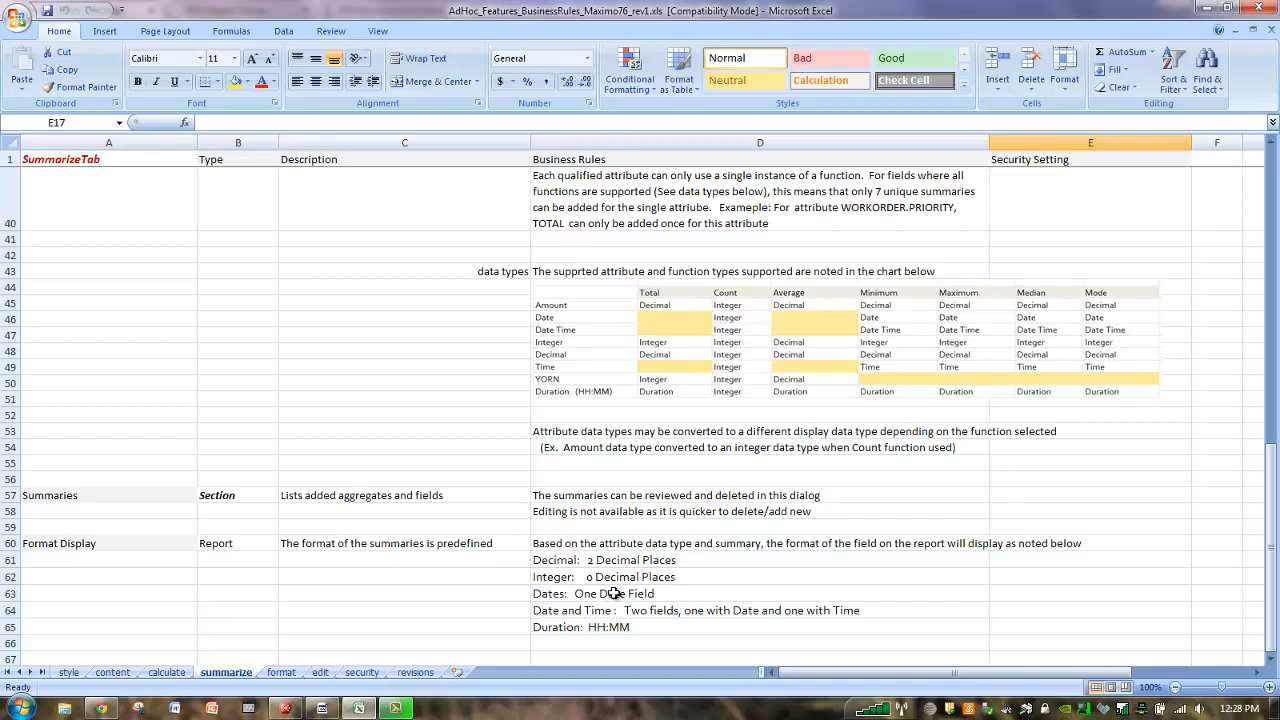 AdHoc_Features_BusinessRules_Maximo76_rev1.xls [Compatibility Mode] - Microsoft Excel
Home Insert Page Layout Formulas Data Review View
Cut
Copy
Format Painter
Paste
Clipboard
Calibri 11
B I U
Font
Wrap Text
Merge & Center
Alignment
General
$ % ,
Number
Conditional Formatting
Format as Table
Normal Bad Good
Neutral Calculation Check Cell
Styles
Insert Delete Format
Cells
AutoSum
Fill
Clear
Sort & Filter
Find & Select
Editing
E17 fx
A B C D E F G
1 SummarizeTab Type Description Business Rules Security Setting
Each qualified attribute can only use a single instance of a function. For fields where all
functions are supported (See data types below), this means that only 7 unique summaries
can be added for the single attriube. Exameple: For attribute WORKORDER.PRIORITY,
40 TOTAL can only be added once for this attribute
41
42
43 data types The supprted attribute and function types supported are noted in the chart below
44 Total Count Average Minimum Maximum Median Mode
45 Amount Decimal Integer Decimal Decimal Decimal Decimal Decimal
46 Date Integer Date Date Date Date
47 Date Time Integer Date Time Date Time Date Time Date Time
48 Integer Integer Integer Decimal Integer Integer Integer Integer
Decimal Decimal Integer Decimal Decimal Decimal Decimal Decimal
49 Time Integer Time Time Time Time
50 YORN Integer Integer Decimal
51 Duration (HH:MM) Duration Integer Duration Duration Duration Duration Duration
52
53 Attribute data types may be converted to a different display data type depending on the function selected
54 (Ex. Amount data type converted to an integer data type when Count function used)
55
56
57 Summaries Section Lists added aggregates and fields The summaries can be reviewed and deleted in this dialog
58 Editing is not available as it is quicker to delete/add new
59
60 Format Display Report The format of the summaries is predefined Based on the attribute data type and summary, the format of the field on the report will display as noted below
61 Decimal: 2 Decimal Places
62 Integer: 0 Decimal Places
63 Dates: One Date Field
64 Date and Time : Two fields, one with Date and one with Time
65 Duration: HH:MM
66
67
style content calculate summarize format edit security revisions
Ready 100%
12:28 PM